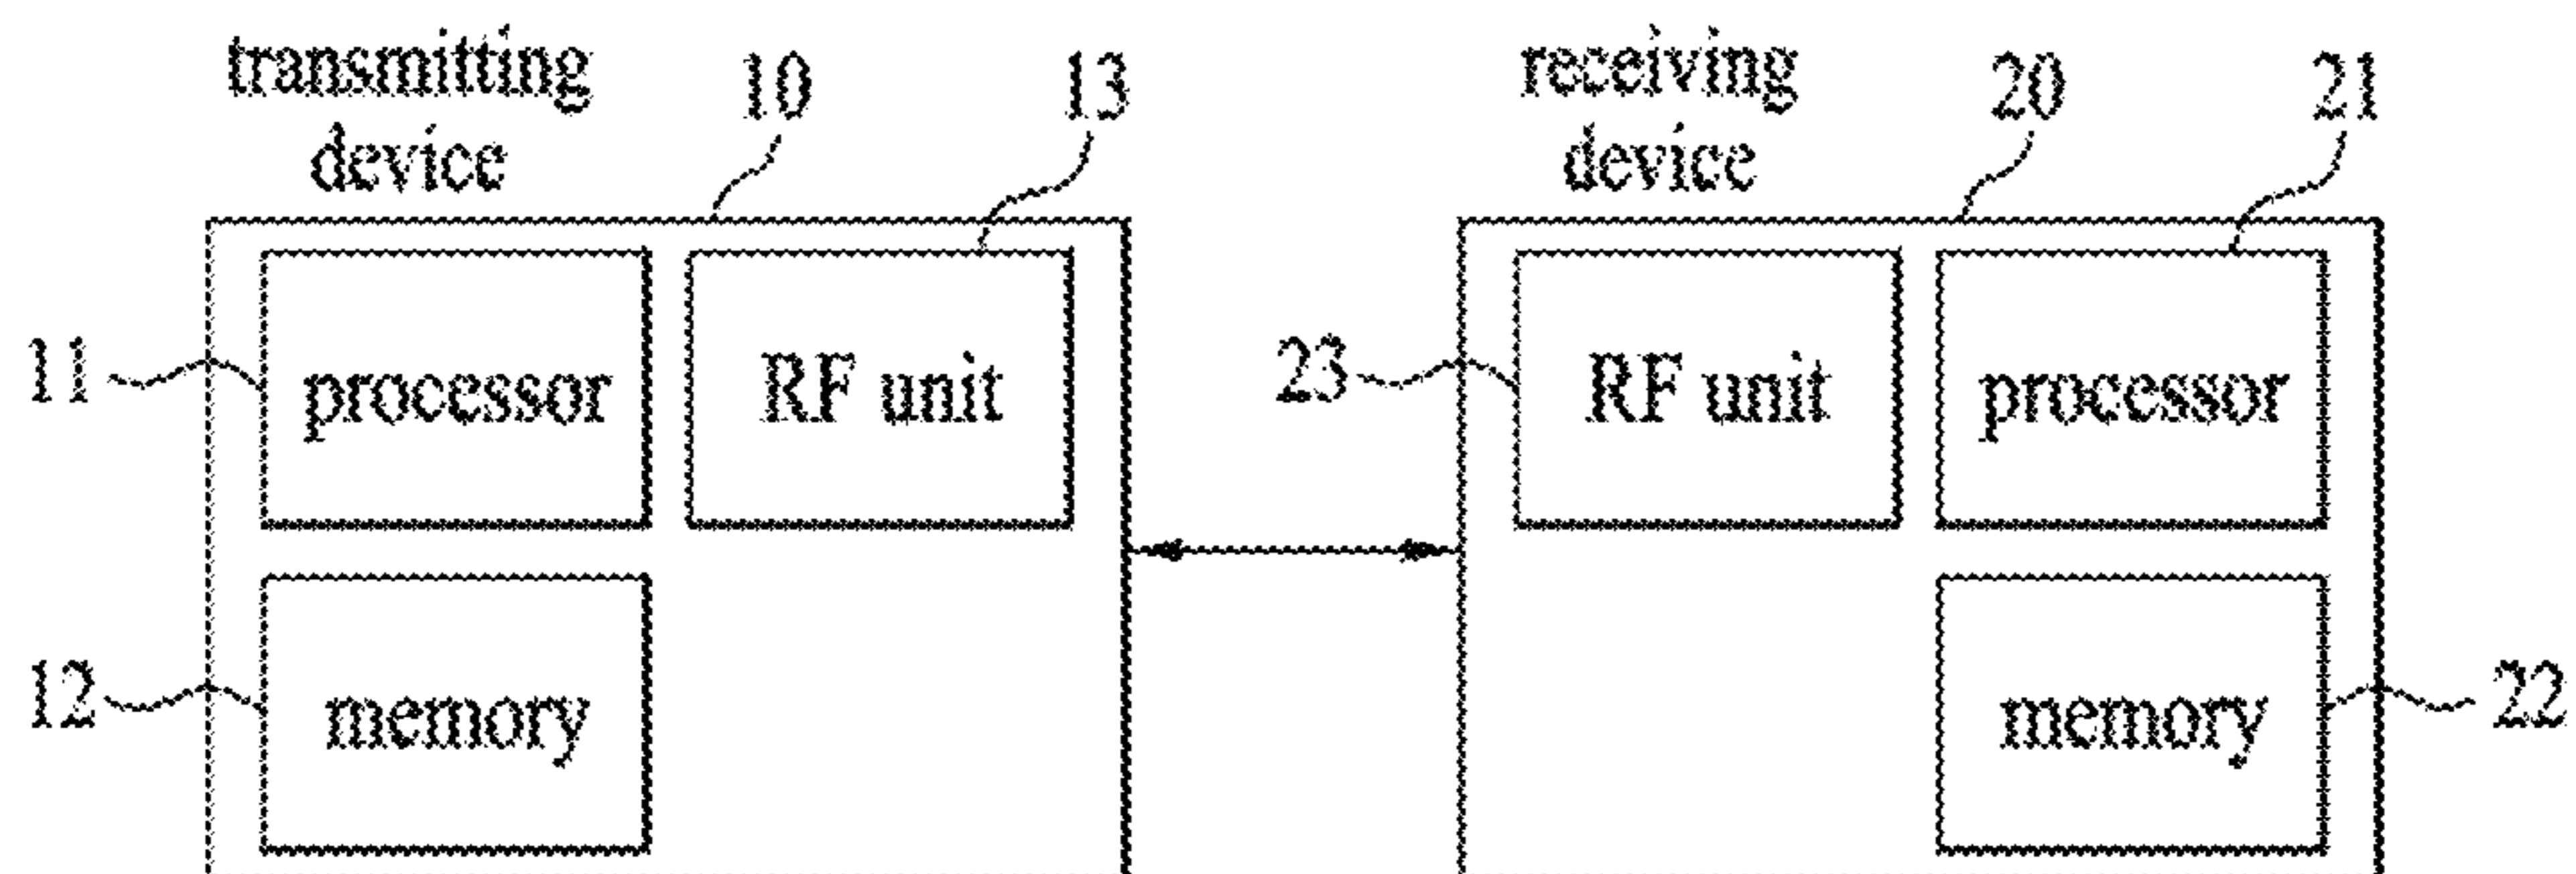 transmitting
device
10
13
receiving
device
20
21
11
processor
RF unit
23
RF unit
processor
12
memory
memory
22